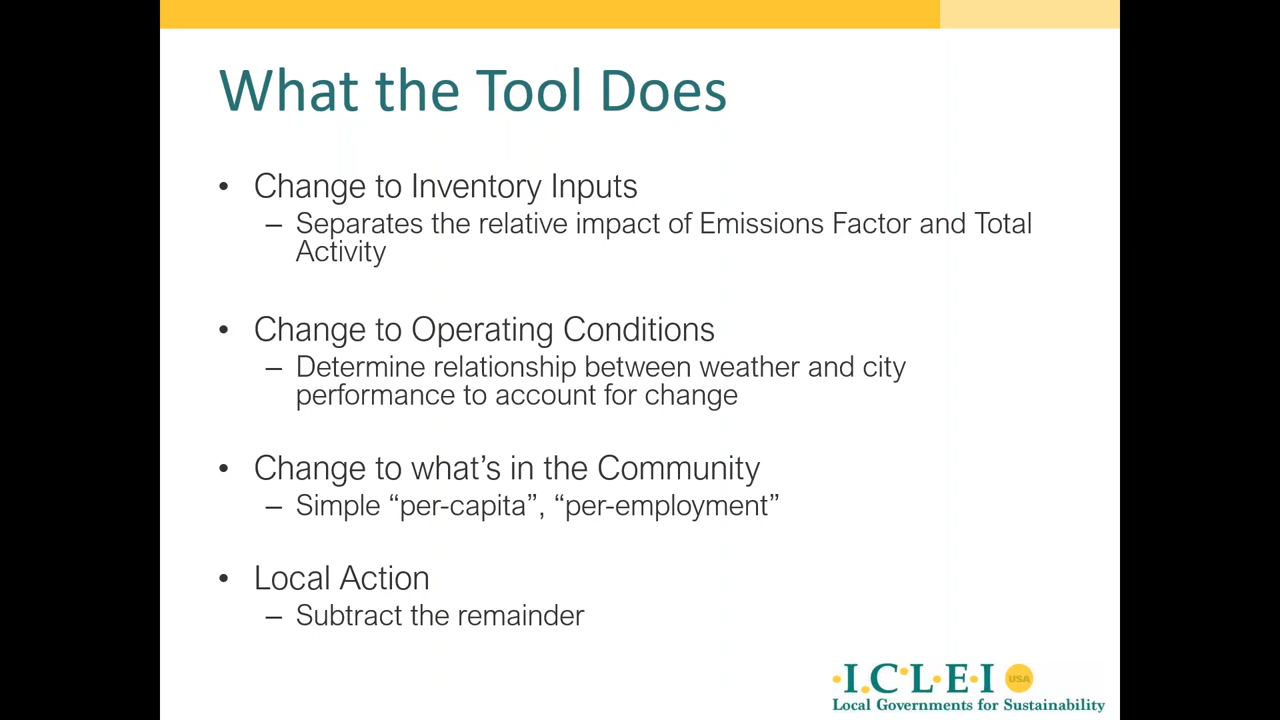 What the Tool Does
• Change to Inventory Inputs
– Separates the relative impact of Emissions Factor and Total
Activity
• Change to Operating Conditions
– Determine relationship between weather and city
performance to account for change
• Change to what’s in the Community
– Simple “per-capita”, “per-employment”
• Local Action
– Subtract the remainder
·I·C·L·E·I USA
Local Governments for Sustainability